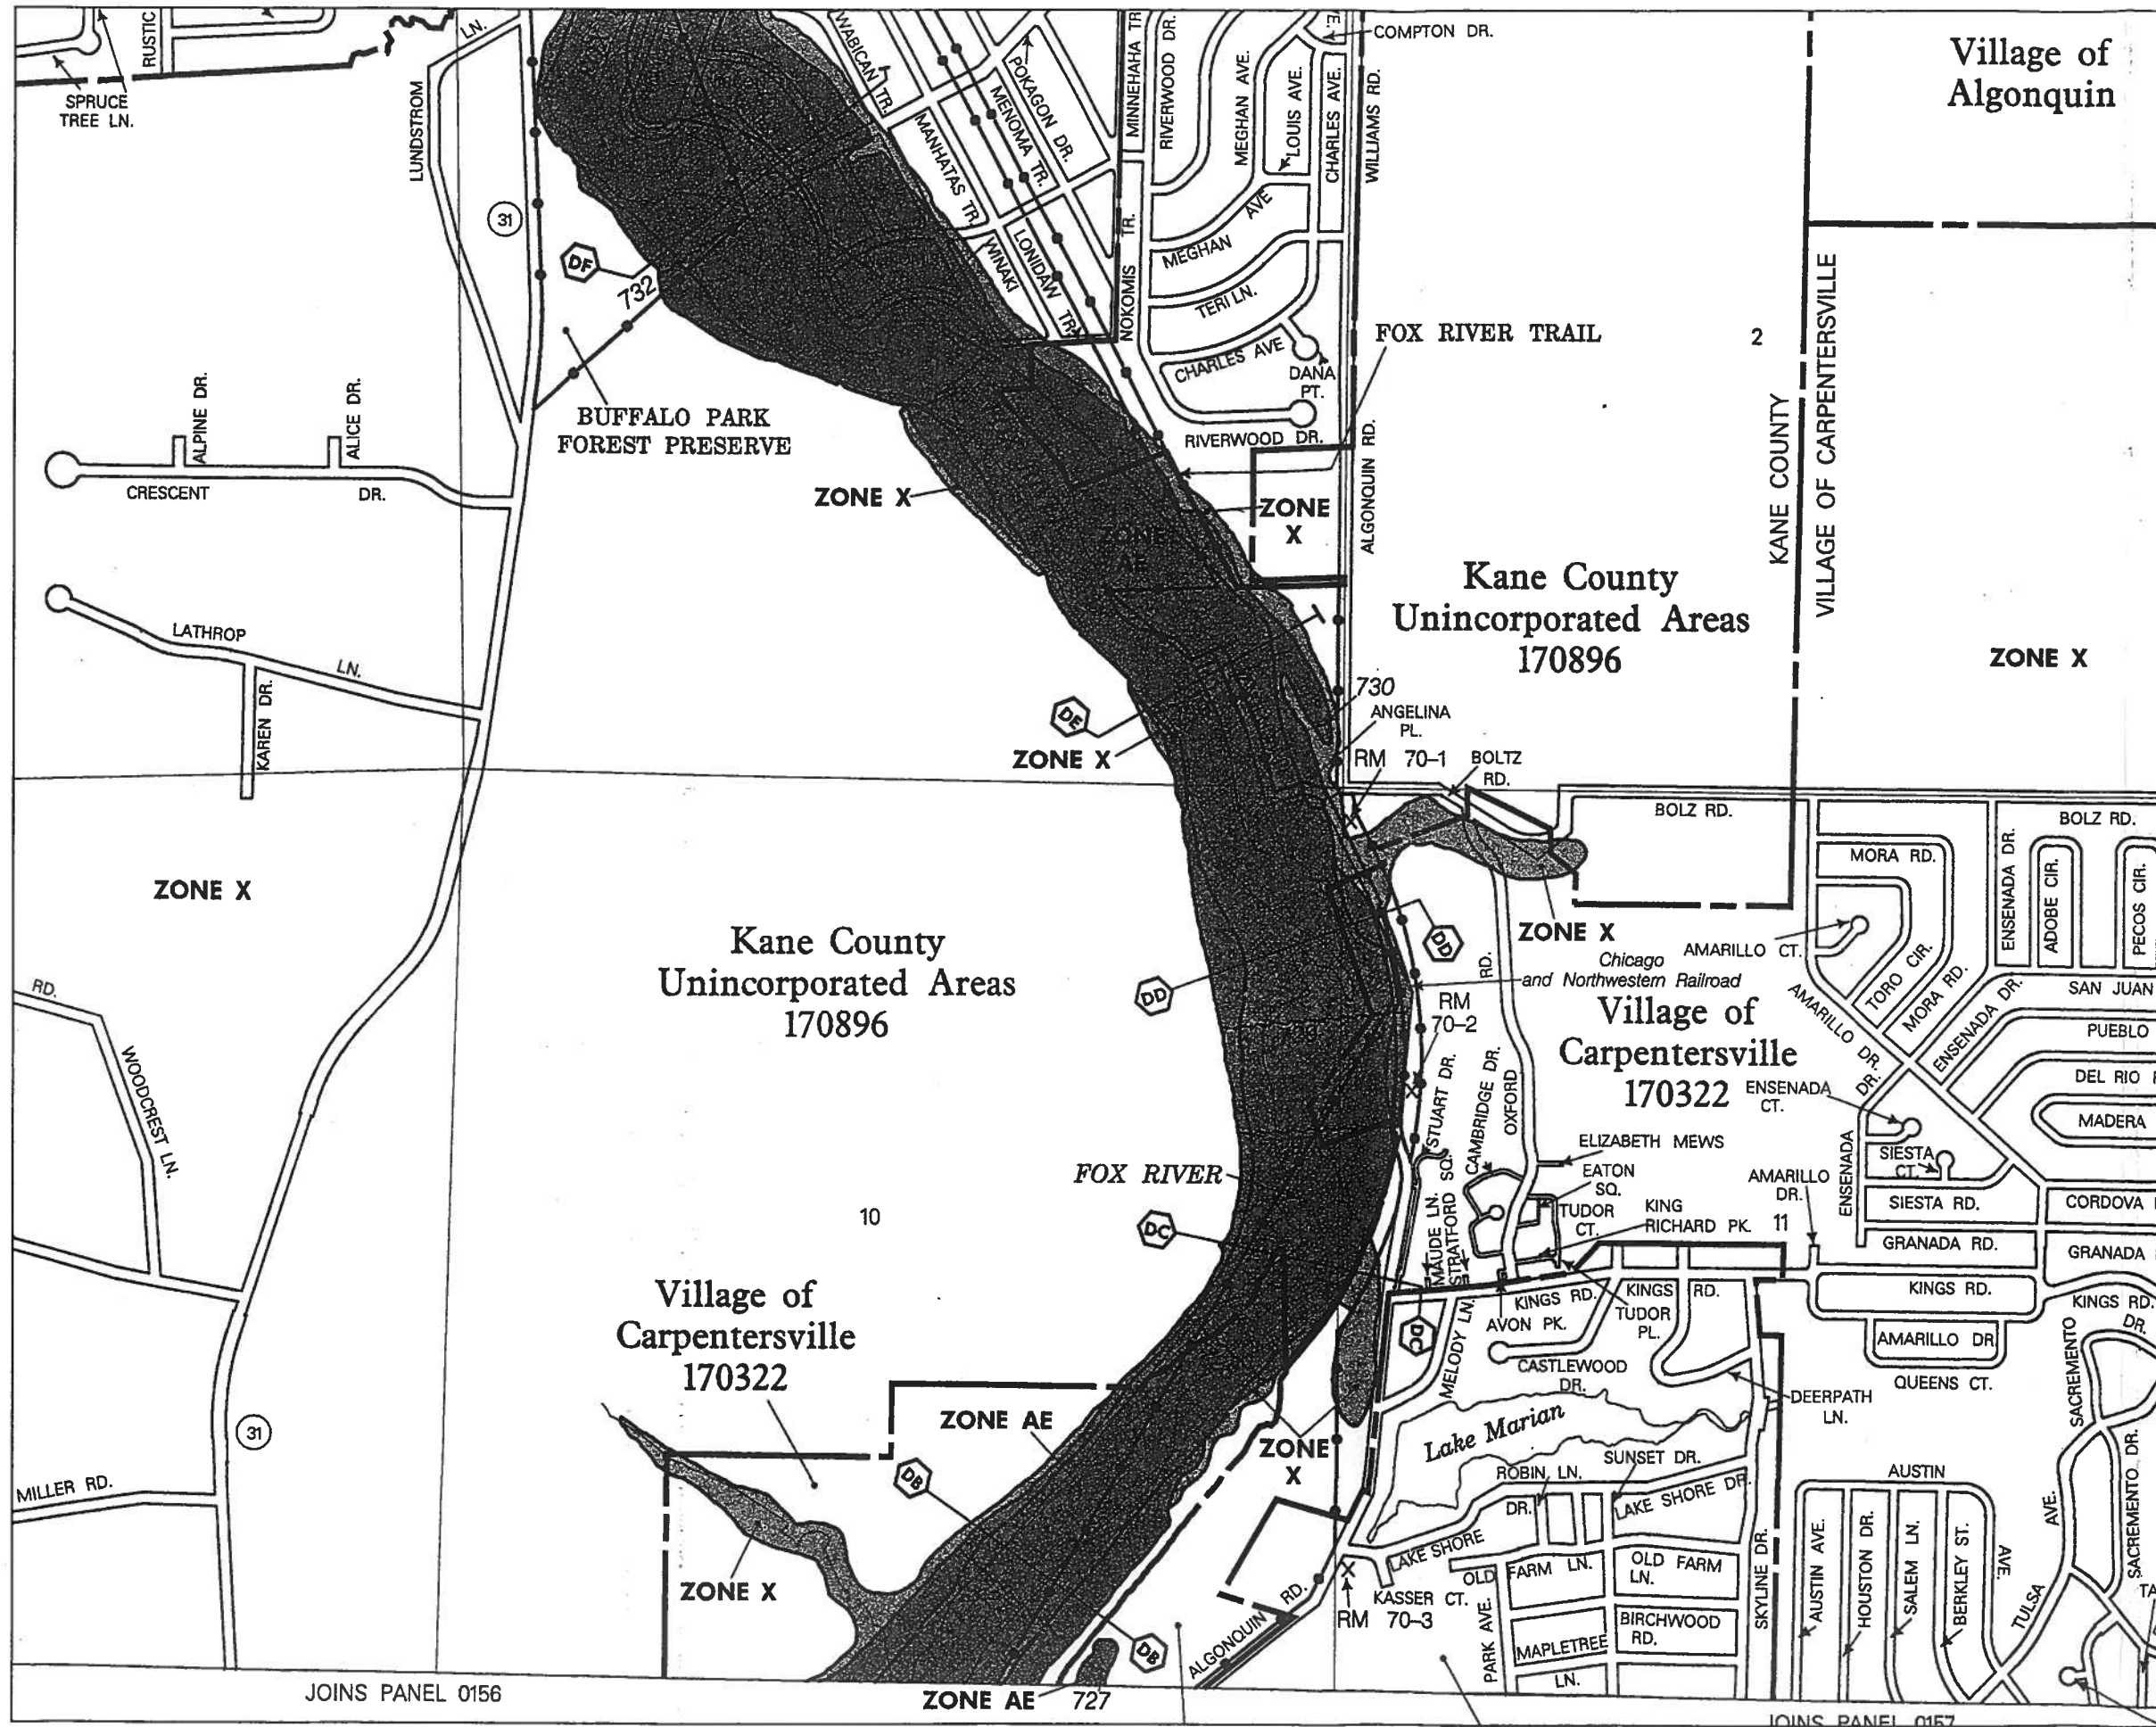 SPRUCE
TREE LN.
RUSTIC
LN.
LUNDSTROM
31
WABICAN TR.
POKAGON DR.
MENOMA TR.
MANHATAS TR.
WINAKI
LONIDAW TR.
MINNEHAHA TR
NOKOMIS TR.
RIVERWOOD DR.
MEGHAN AVE.
LOUIS AVE.
CHARLES AVE.
E.
COMPTON DR.
WILLIAMS RD.
Village of
Algonquin
MEGHAN AVE
TERI LN.
CHARLES AVE
DANA
PT.
RIVERWOOD DR.
FOX RIVER TRAIL
2
KANE COUNTY
VILLAGE OF CARPENTERSVILLE
DF
732
BUFFALO PARK
FOREST PRESERVE
ALPINE DR.
ALICE DR.
CRESCENT DR.
ZONE X
ZONE
X
ZONE
AE
ALGONQUIN RD.
Kane County
Unincorporated Areas
170896
ZONE X
LATHROP LN.
KAREN DR.
DE
ZONE X
730
ANGELINA
PL.
RM 70-1
BOLTZ
RD.
BOLZ RD.
BOLZ RD.
MORA RD.
ENSENADA DR.
ADOBE CIR.
PECOS CIR.
ZONE X
Kane County
Unincorporated Areas
170896
DD
DD
ZONE X
AMARILLO CT.
Chicago
and Northwestern Railroad
TORO CIR.
MORA RD.
ENSENADA DR.
SAN JUAN
RD.
RM
70-2
RD.
Village of
Carpentersville
170322
AMARILLO DR.
PUEBLO
DEL RIO
MADERA
ENSENADA
CT.
ENSENADA DR.
WOODCREST LN.
STUART DR.
CAMBRIDGE DR.
OXFORD
ELIZABETH MEWS
EATON
SQ.
TUDOR
CT.
KING
RICHARD PK.
11
AMARILLO
DR.
SIESTA
CT.
SIESTA RD.
CORDOVA
GRANADA RD.
GRANADA
FOX RIVER
10
DC
MAUDE LN.
STRATFORD SQ.
KINGS RD.
KINGS RD.
KINGS RD.
KINGS RD.
DR.
AVON PK.
TUDOR
PL.
DC
MELODY LN.
CASTLEWOOD
DR.
AMARILLO DR
QUEENS CT.
SACREMENTO
DEERPATH
LN.
Village of
Carpentersville
170322
ZONE AE
DB
ZONE
X
Lake Marian
ROBIN LN.
SUNSET DR.
DR.
LAKE SHORE DR.
LAKE SHORE
AUSTIN
AVE.
31
MILLER RD.
ZONE X
DB
ALGONQUIN RD.
RM 70-3
KASSER CT.
OLD FARM LN.
OLD FARM
LN.
PARK AVE.
MAPLETREE
LN.
BIRCHWOOD
RD.
SKYLINE DR.
AUSTIN AVE.
HOUSTON DR.
SALEM LN.
BERKLEY ST.
TULSA AVE.
SACREMENTO DR.
TA
JOINS PANEL 0156
ZONE AE
727
JOINS PANEL 0157